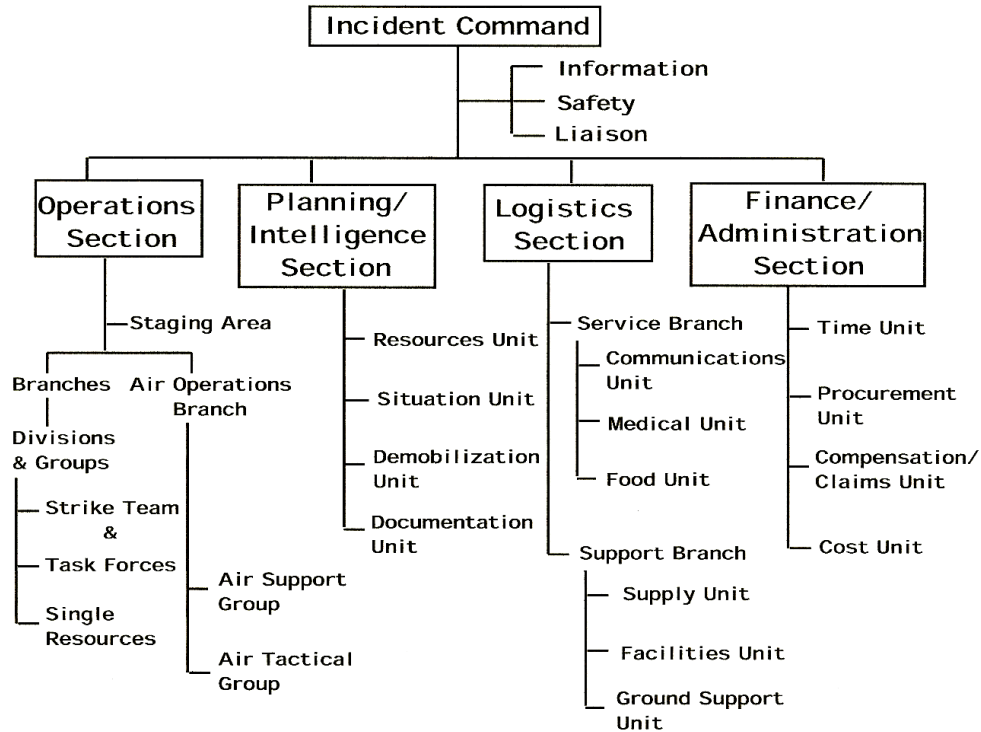 Incident Command
Information
Safety
Liaison
Operations
Section
Staging Area
Branches
Air Operations
Branch
Divisions
& Groups
Strike Team
&
Task Forces
Single
Resources
Air Support
Group
Air Tactical
Group
Planning/
Intelligence
Section
Resources Unit
Situation Unit
Demobilization
Unit
Documentation
Unit
Logistics
Section
Service Branch
Communications
Unit
Medical Unit
Food Unit
Support Branch
Supply Unit
Facilities Unit
Ground Support
Unit
Finance/
Administration
Section
Time Unit
Procurement
Unit
Compensation/
Claims Unit
Cost Unit